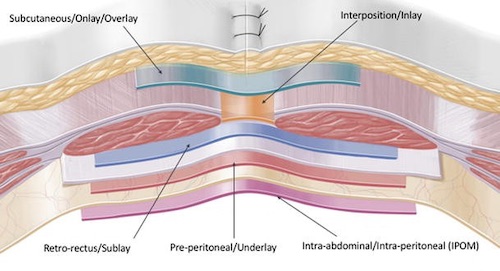 Subcutaneous/Onlay/Overlay
Interposition/Inlay
Retro-rectus/Sublay
Pre-peritoneal/Underlay
Intra-abdominal/Intra-peritoneal (IPOM)